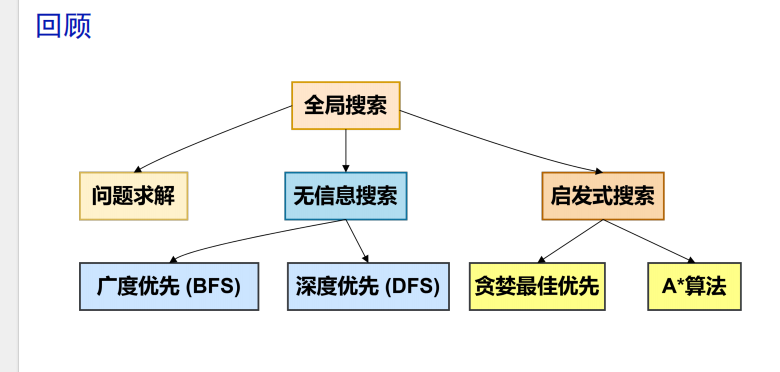 回顾
全局搜索
问题求解
无信息搜索
启发式搜索
广度优先 (BFS)
深度优先 (DFS)
贪婪最佳优先
A*算法